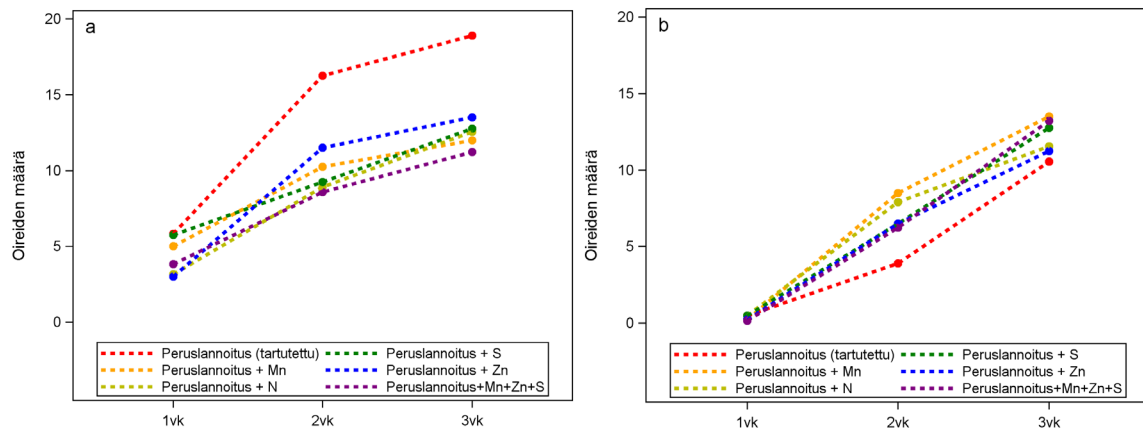 a
20
15
10
5
0
Oireiden määrä
Peruslannoitus (tartutettu)
Peruslannoitus + S
Peruslannoitus + Mn
Peruslannoitus + Zn
Peruslannoitus + N
Peruslannoitus+Mn+Zn+S
1vk
2vk
3vk
b
20
15
10
5
0
Oireiden määrä
Peruslannoitus (tartutettu)
Peruslannoitus + S
Peruslannoitus + Mn
Peruslannoitus + Zn
Peruslannoitus + N
Peruslannoitus+Mn+Zn+S
1vk
2vk
3vk